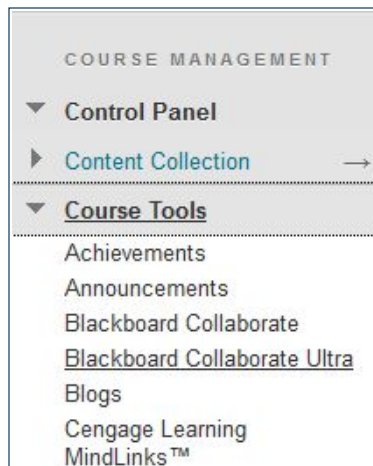 COURSE MANAGEMENT
Control Panel
Content Collection →
Course Tools
Achievements
Announcements
Blackboard Collaborate
Blackboard Collaborate Ultra
Blogs
Cengage Learning
MindLinks™